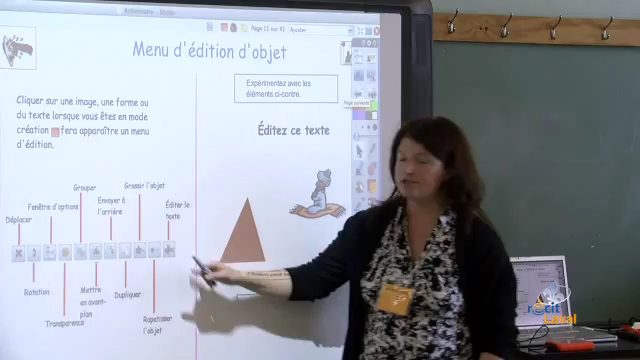 Page 11 sur 41
Ajuster
Menu d'édition d'objet
Expérimentez avec les
éléments ci-contre.
Page suivante
Cliquer sur une image, une forme ou
du texte lorsque vous êtes en mode
création fera apparaître un menu
d'édition.
Éditez ce texte
Grouper
Grossir l'objet
Fenêtre d'options
Envoyer à
l'arrière
Éditer le
texte
Déplacer
Rotation
Mettre
en avant-
plan
Dupliquer
Transparence
Rapetisser
l'objet
récit
Laval